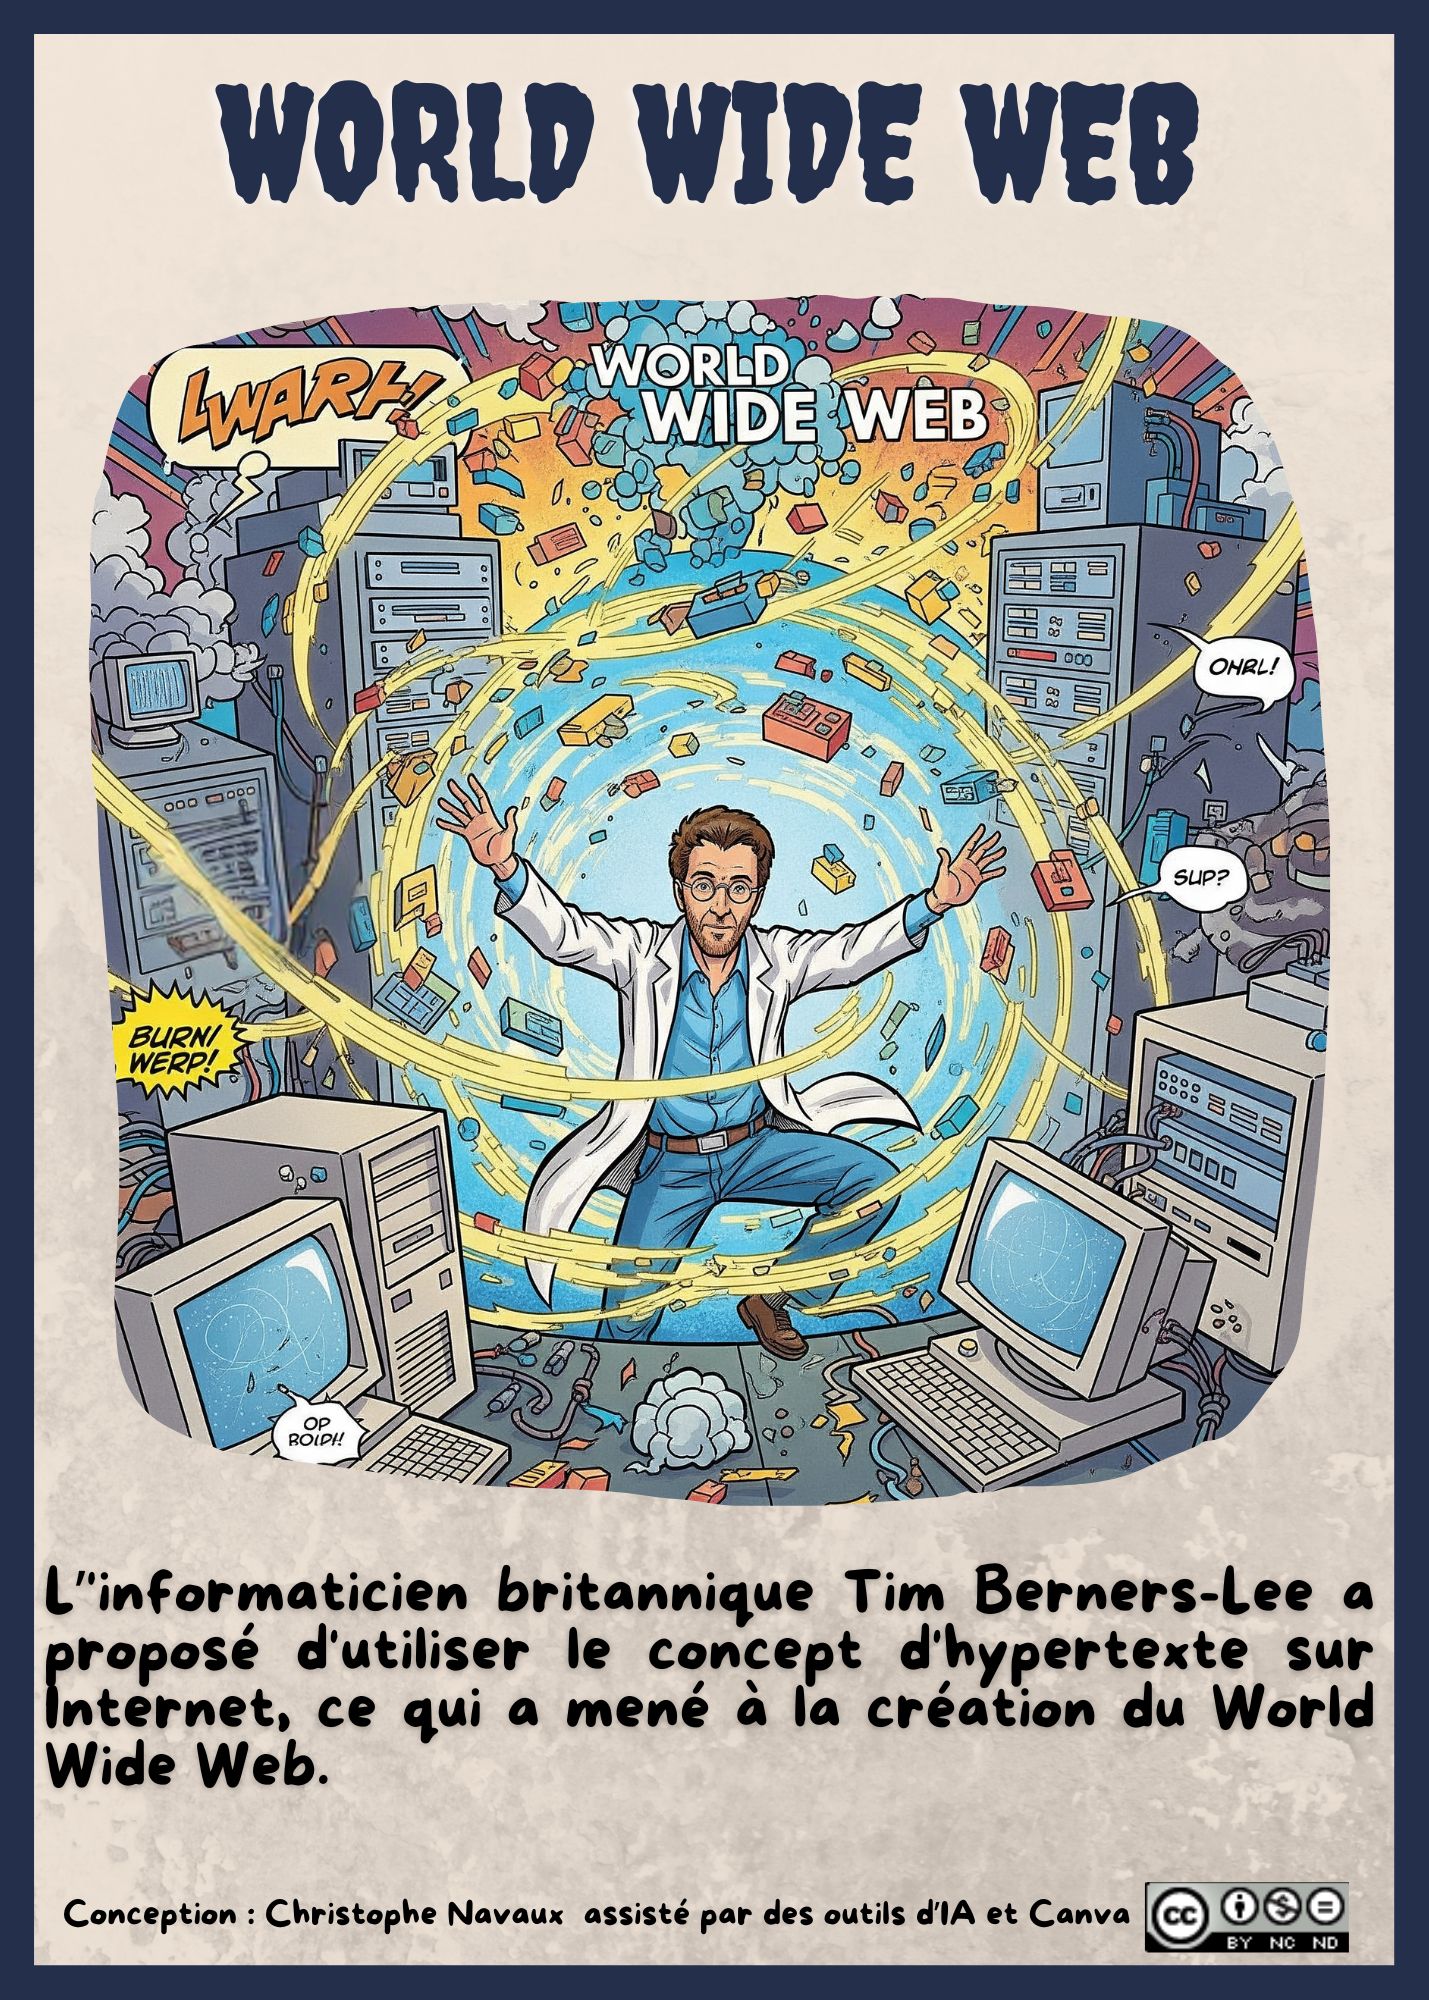 WORLD WIDE WEB
LWARH!
WORLD
WIDE WEB
OHRL!
SUP?
BURN!
WERP!
OP
ROIDH!
L"informaticien britannique Tim Berners-Lee a
proposé d'utiliser le concept d'hypertexte sur
Internet, ce qui a mené à la création du World
Wide Web.
Conception : Christophe Navaux assisté par des outils d'IA et Canva
cc
BY NC ND